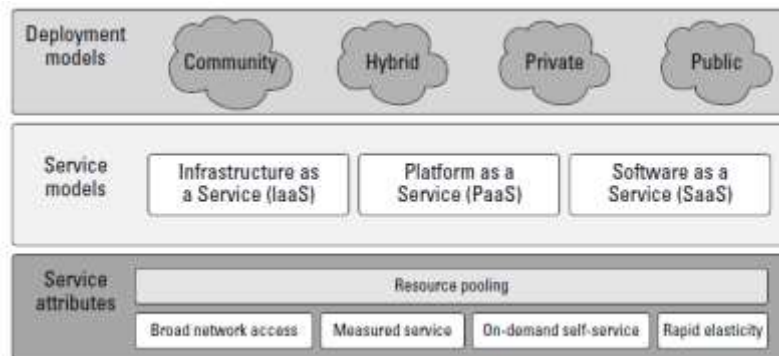 Deployment
models
Community
Hybrid
Private
Public
Service
models
Infrastructure as
a Service (IaaS)
Platform as a
Service (PaaS)
Software as a
Service (SaaS)
Service
attributes
Resource pooling
Broad network access
Measured service
On-demand self-service
Rapid elasticity